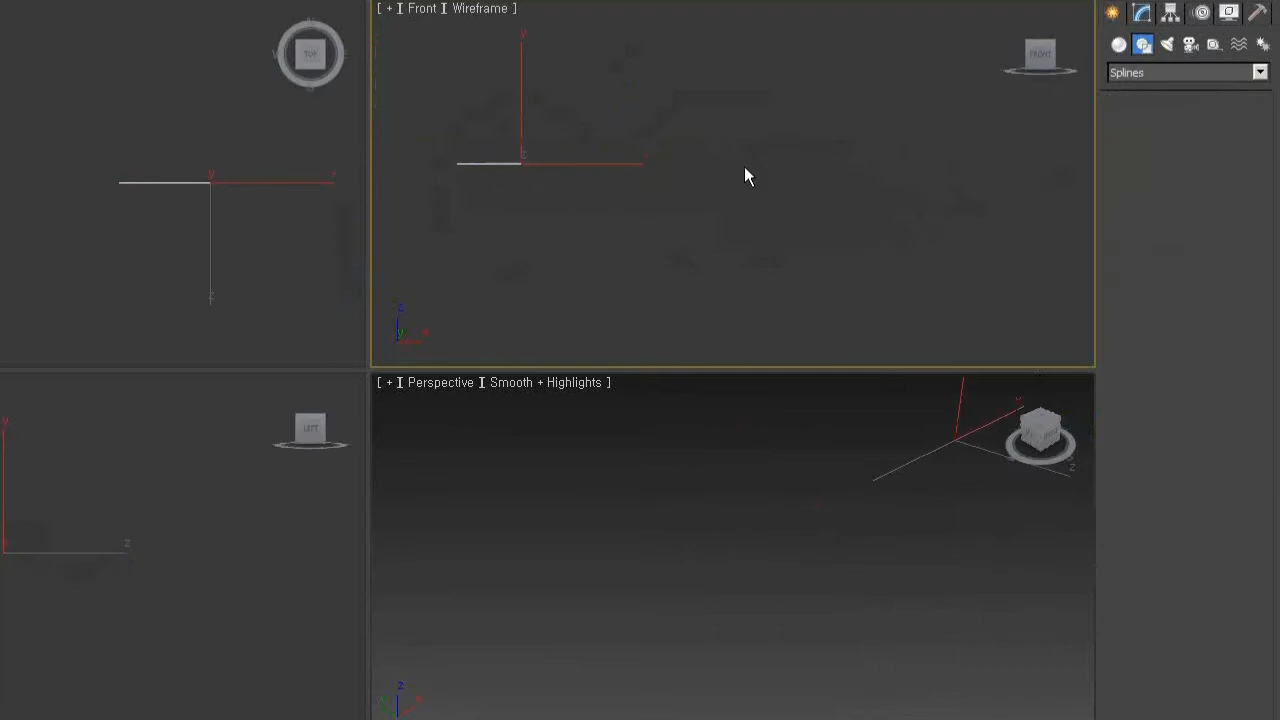 [ + ] Front ] Wireframe ]
TOP
FRONT
Splines
y
z
x
y
z
z
y
x
[ + ] Perspective ] Smooth + Highlights ]
LEFT
y
z
z
z
x